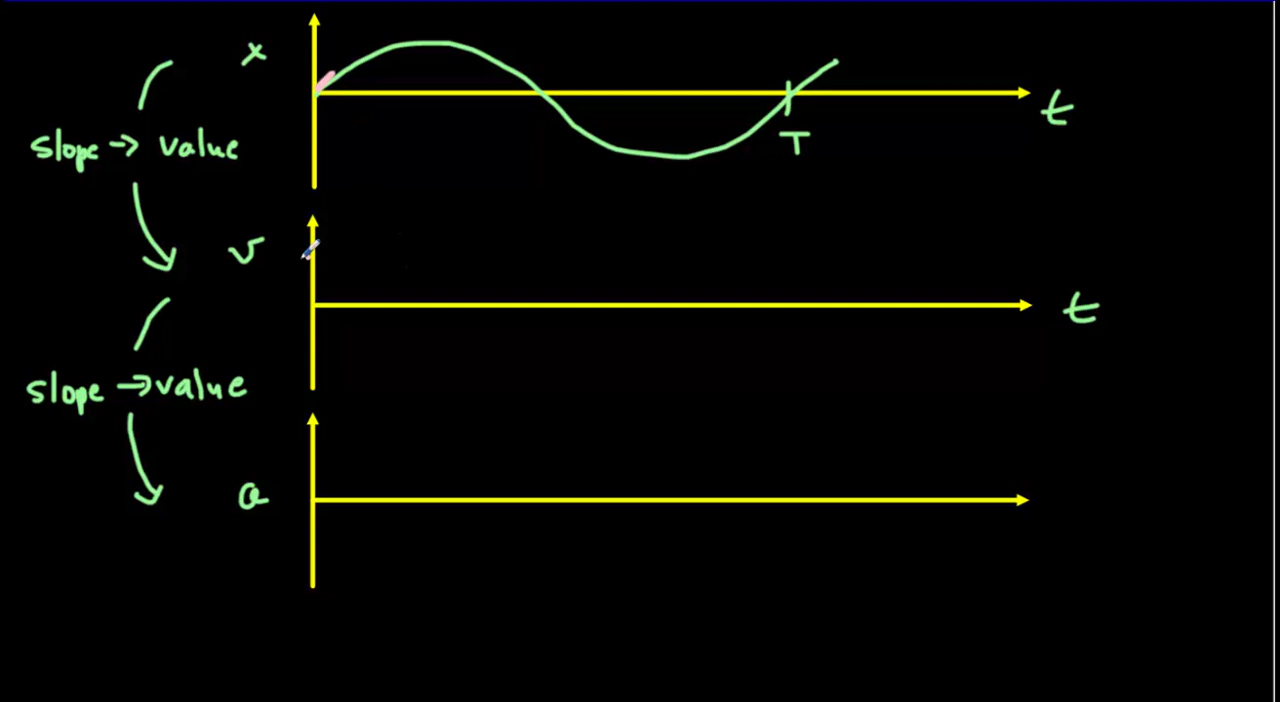 x
t
slope → value
T
v
t
slope → value
a